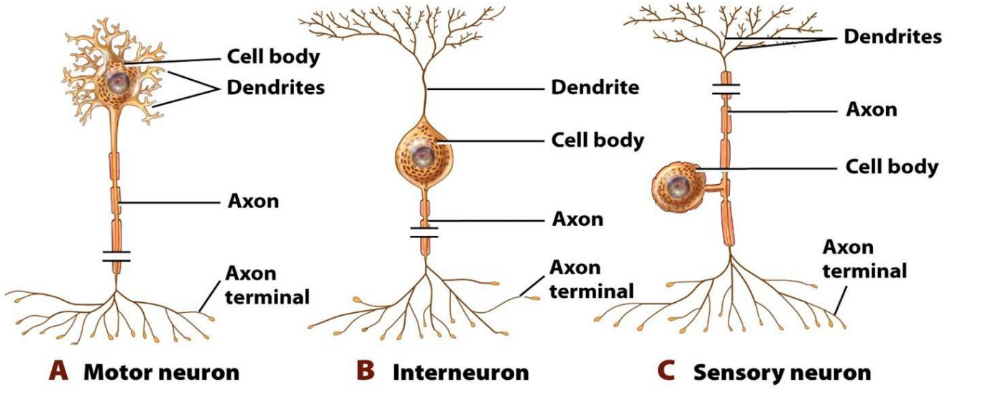 Cell body
Dendrites
Axon
Axon
terminal
A Motor neuron
Dendrite
Cell body
Axon
Axon
terminal
B Interneuron
Dendrites
Axon
Cell body
Axon
terminal
C Sensory neuron